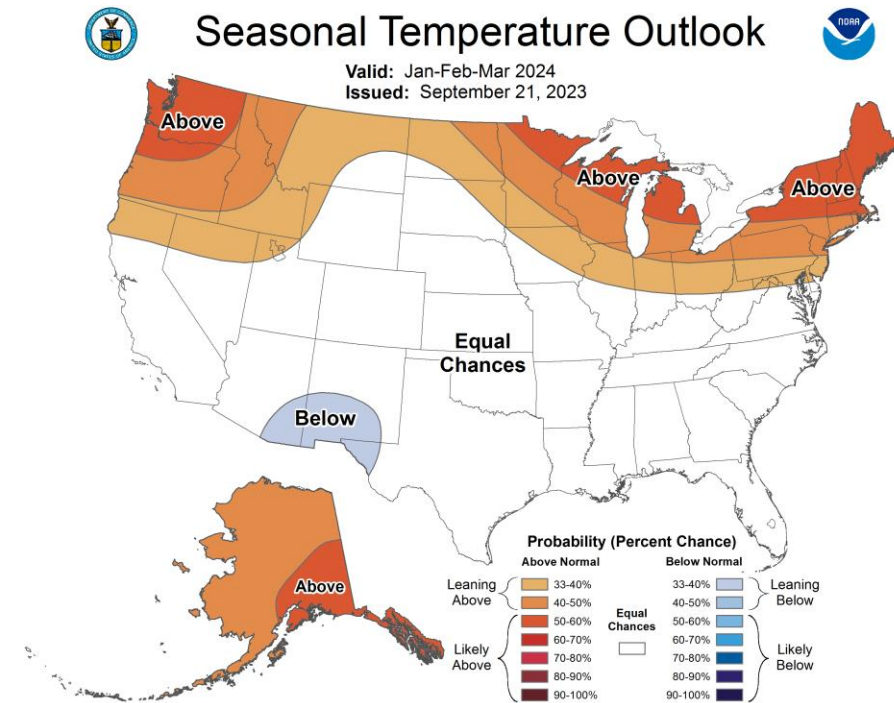 Seasonal Temperature Outlook
NOAA
Valid: Jan-Feb-Mar 2024
Issued: September 21, 2023
Above
Above
Above
Equal
Chances
Below
Above
Probability (Percent Chance)
Above Normal
Below Normal
Leaning
Above
33-40%
40-50%
Likely
Above
50-60%
60-70%
70-80%
80-90%
90-100%
Equal
Chances
33-40%
40-50%
Leaning
Below
50-60%
60-70%
70-80%
80-90%
90-100%
Likely
Below